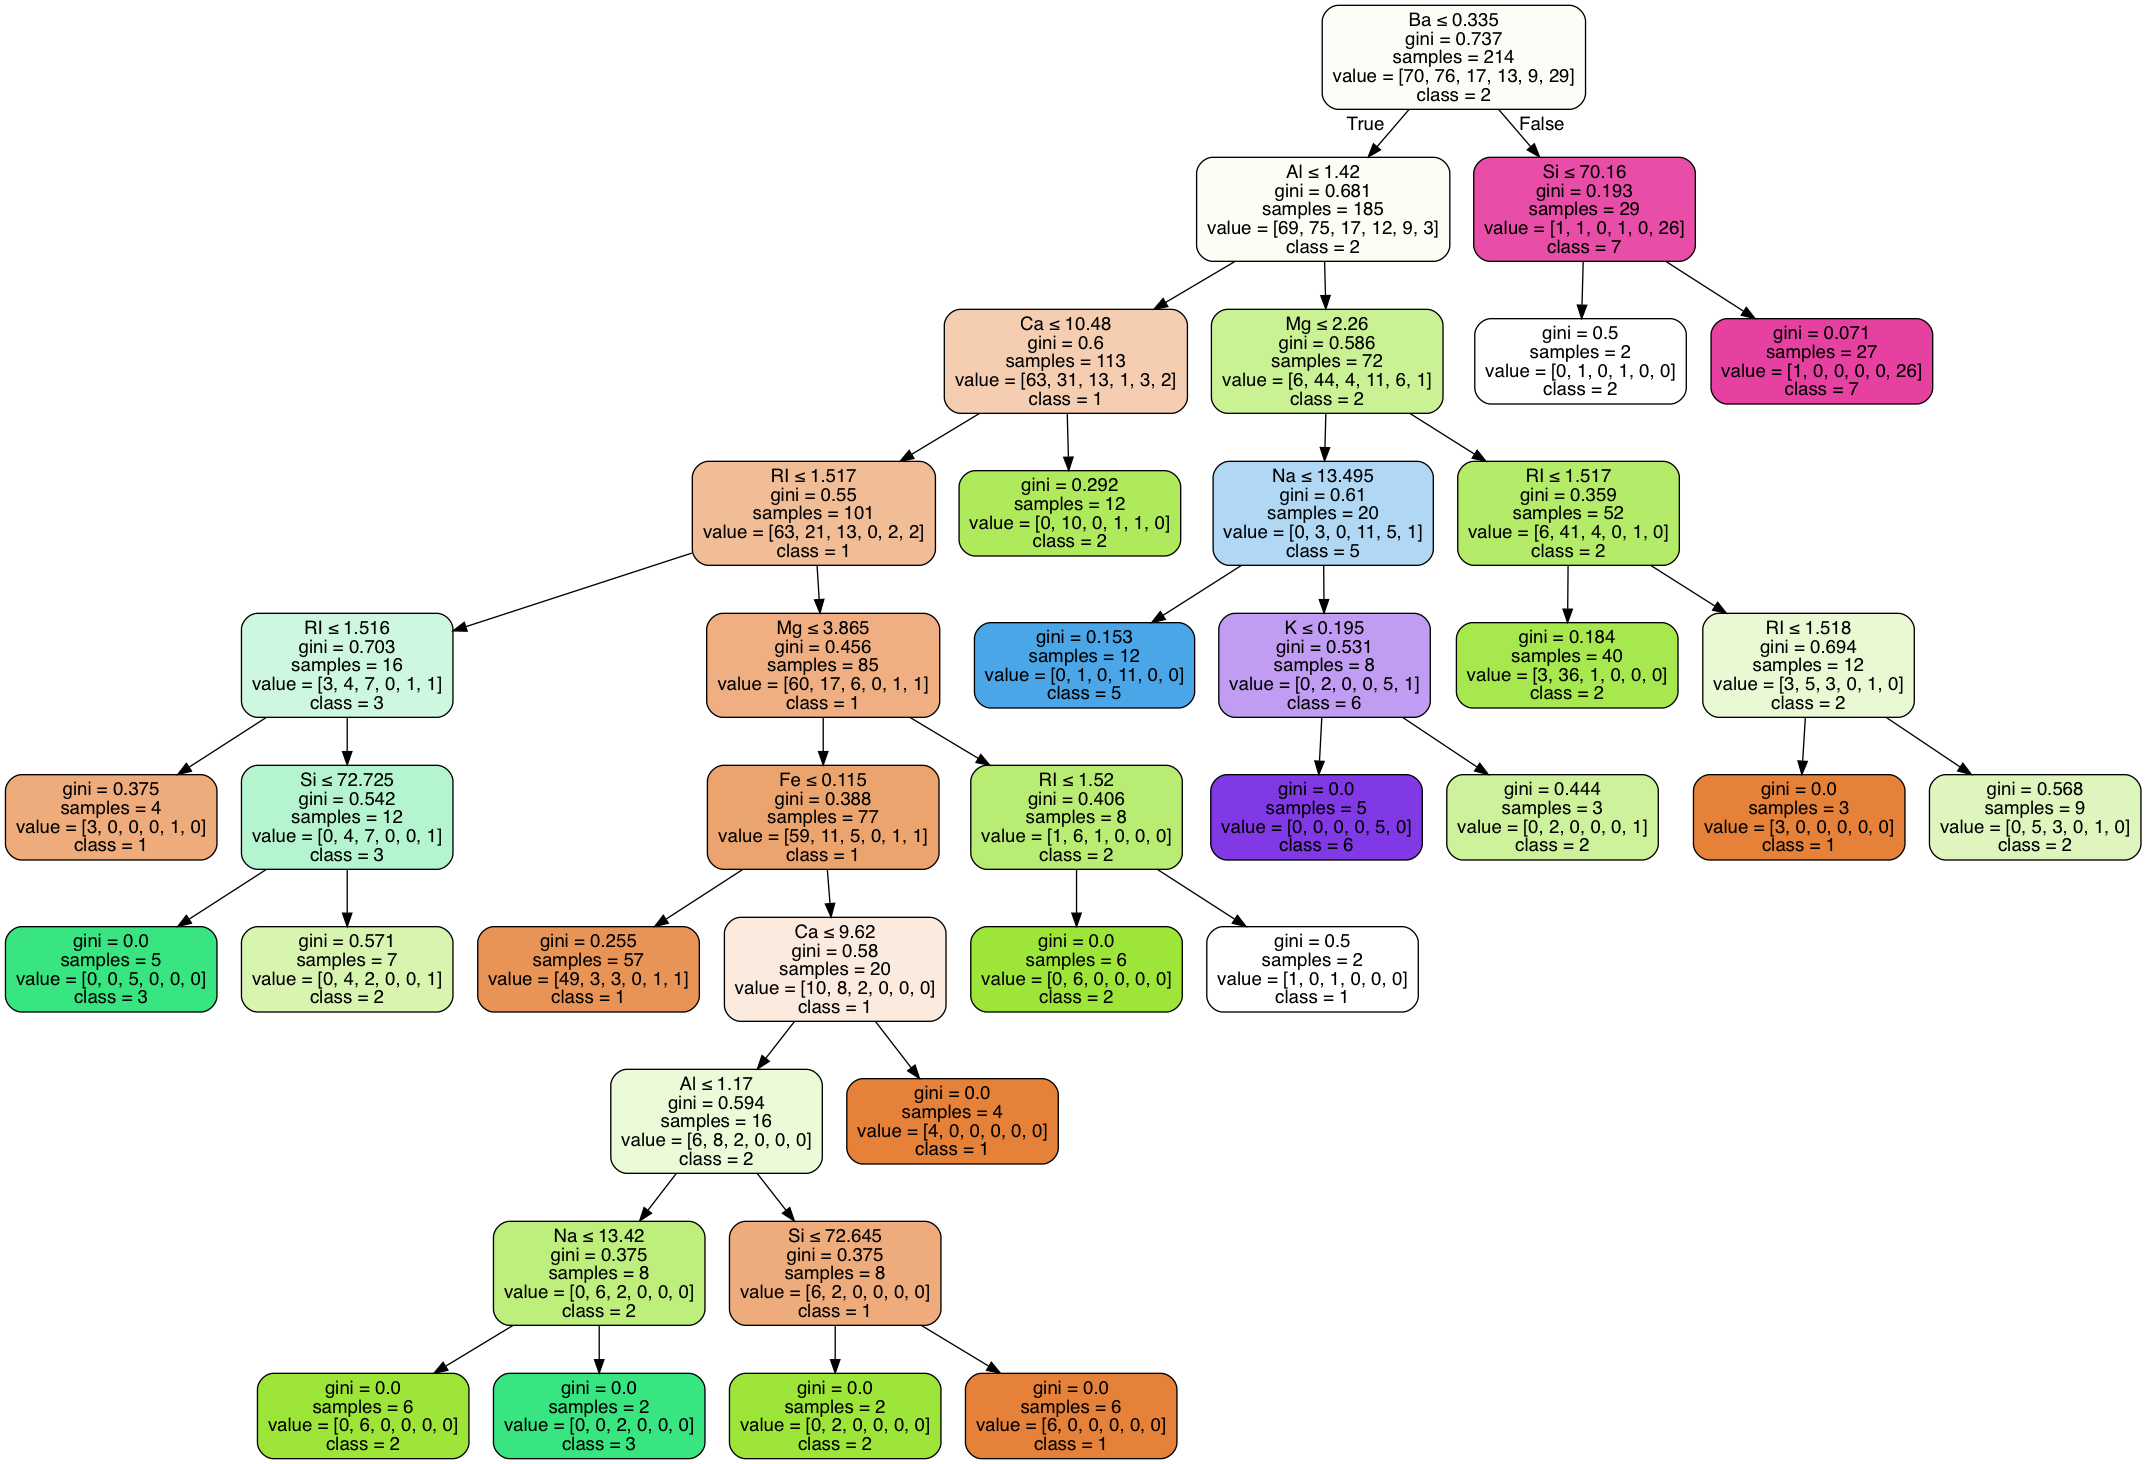 Ba ≤ 0.335
gini = 0.737
samples = 214
value = [70, 76, 17, 13, 9, 29]
class = 2
True
False
Al ≤ 1.42
gini = 0.681
samples = 185
value = [69, 75, 17, 12, 9, 3]
class = 2
Si ≤ 70.16
gini = 0.193
samples = 29
value = [1, 1, 0, 1, 0, 26]
class = 7
Ca ≤ 10.48
gini = 0.6
samples = 113
value = [63, 31, 13, 1, 3, 2]
class = 1
Mg ≤ 2.26
gini = 0.586
samples = 72
value = [6, 44, 4, 11, 6, 1]
class = 2
gini = 0.5
samples = 2
value = [0, 1, 0, 1, 0, 0]
class = 2
gini = 0.071
samples = 27
value = [1, 0, 0, 0, 0, 26]
class = 7
RI ≤ 1.517
gini = 0.55
samples = 101
value = [63, 21, 13, 0, 2, 2]
class = 1
gini = 0.292
samples = 12
value = [0, 10, 0, 1, 1, 0]
class = 2
Na ≤ 13.495
gini = 0.61
samples = 20
value = [0, 3, 0, 11, 5, 1]
class = 5
RI ≤ 1.517
gini = 0.359
samples = 52
value = [6, 41, 4, 0, 1, 0]
class = 2
RI ≤ 1.516
gini = 0.703
samples = 16
value = [3, 4, 7, 0, 1, 1]
class = 3
Mg ≤ 3.865
gini = 0.456
samples = 85
value = [60, 17, 6, 0, 1, 1]
class = 1
gini = 0.153
samples = 12
value = [0, 1, 0, 11, 0, 0]
class = 5
K ≤ 0.195
gini = 0.531
samples = 8
value = [0, 2, 0, 0, 5, 1]
class = 6
gini = 0.184
samples = 40
value = [3, 36, 1, 0, 0, 0]
class = 2
RI ≤ 1.518
gini = 0.694
samples = 12
value = [3, 5, 3, 0, 1, 0]
class = 2
gini = 0.375
samples = 4
value = [3, 0, 0, 0, 1, 0]
class = 1
Si ≤ 72.725
gini = 0.542
samples = 12
value = [0, 4, 7, 0, 0, 1]
class = 3
Fe ≤ 0.115
gini = 0.388
samples = 77
value = [59, 11, 5, 0, 1, 1]
class = 1
RI ≤ 1.52
gini = 0.406
samples = 8
value = [1, 6, 1, 0, 0, 0]
class = 2
gini = 0.0
samples = 5
value = [0, 0, 0, 0, 5, 0]
class = 6
gini = 0.444
samples = 3
value = [0, 2, 0, 0, 0, 1]
class = 2
gini = 0.0
samples = 3
value = [3, 0, 0, 0, 0, 0]
class = 1
gini = 0.568
samples = 9
value = [0, 5, 3, 0, 1, 0]
class = 2
gini = 0.0
samples = 5
value = [0, 0, 5, 0, 0, 0]
class = 3
gini = 0.571
samples = 7
value = [0, 4, 2, 0, 0, 1]
class = 2
gini = 0.255
samples = 57
value = [49, 3, 3, 0, 1, 1]
class = 1
Ca ≤ 9.62
gini = 0.58
samples = 20
value = [10, 8, 2, 0, 0, 0]
class = 1
gini = 0.0
samples = 6
value = [0, 6, 0, 0, 0, 0]
class = 2
gini = 0.5
samples = 2
value = [1, 0, 1, 0, 0, 0]
class = 1
Al ≤ 1.17
gini = 0.594
samples = 16
value = [6, 8, 2, 0, 0, 0]
class = 2
gini = 0.0
samples = 4
value = [4, 0, 0, 0, 0, 0]
class = 1
Na ≤ 13.42
gini = 0.375
samples = 8
value = [0, 6, 2, 0, 0, 0]
class = 2
Si ≤ 72.645
gini = 0.375
samples = 8
value = [6, 2, 0, 0, 0, 0]
class = 1
gini = 0.0
samples = 6
value = [0, 6, 0, 0, 0, 0]
class = 2
gini = 0.0
samples = 2
value = [0, 0, 2, 0, 0, 0]
class = 3
gini = 0.0
samples = 2
value = [0, 2, 0, 0, 0, 0]
class = 2
gini = 0.0
samples = 6
value = [6, 0, 0, 0, 0, 0]
class = 1